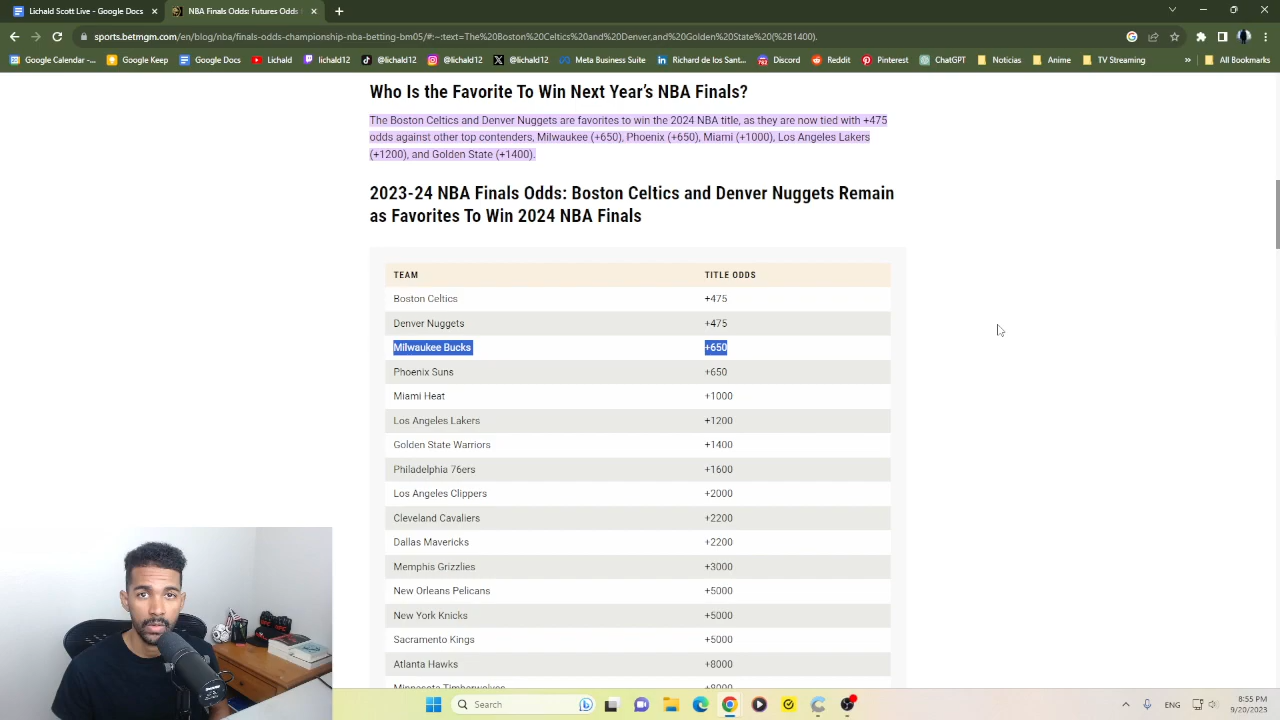 Lichald Scott Live - Google Docs
NBA Finals Odds: Futures Odds
sports.betmgm.com/en/blog/nba/finals-odds-championship-nba-betting-bm05/#:~:text=The%20Boston%20Celtics%20and%20Denver,and%20Golden%20State%20(%2B1400).
Google Calendar -... Google Keep Google Docs Lichald lichald12 @lichald12 @lichald12 @lichald12 Meta Business Suite Richard de los Sant... Discord Reddit Pinterest ChatGPT Noticias Anime TV Streaming » All Bookmarks
Who Is the Favorite To Win Next Year’s NBA Finals?
The Boston Celtics and Denver Nuggets are favorites to win the 2024 NBA title, as they are now tied with +475
odds against other top contenders, Milwaukee (+650), Phoenix (+650), Miami (+1000), Los Angeles Lakers
(+1200), and Golden State (+1400).
2023-24 NBA Finals Odds: Boston Celtics and Denver Nuggets Remain
as Favorites To Win 2024 NBA Finals
TEAM TITLE ODDS
Boston Celtics +475
Denver Nuggets +475
Milwaukee Bucks +650
Phoenix Suns +650
Miami Heat +1000
Los Angeles Lakers +1200
Golden State Warriors +1400
Philadelphia 76ers +1600
Los Angeles Clippers +2000
Cleveland Cavaliers +2200
Dallas Mavericks +2200
Memphis Grizzlies +3000
New Orleans Pelicans +5000
New York Knicks +5000
Sacramento Kings +5000
Atlanta Hawks +8000
Minnesota Timberwolves
Search
ENG
8:55 PM
9/20/2023